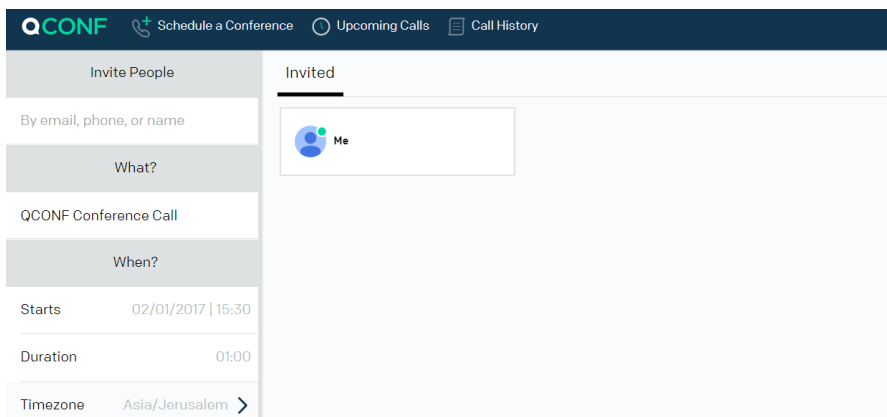 QCONF Schedule a Conference Upcoming Calls Call History
Invite People
By email, phone, or name
What?
QCONF Conference Call
When?
Starts 02/01/2017 | 15:30
Duration 01:00
Timezone Asia/Jerusalem
Invited
Me